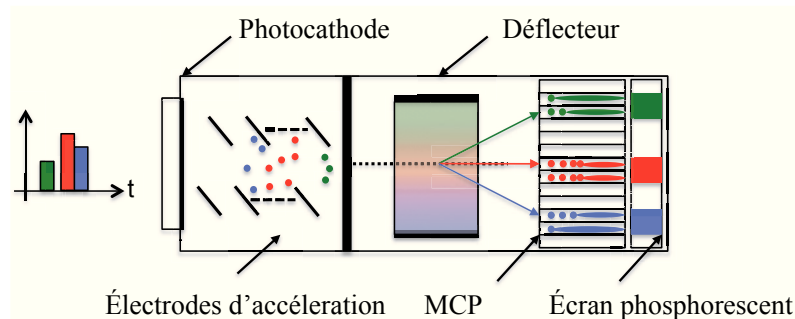 Photocathode
Déflecteur
t
Électrodes d’accéleration
MCP
Écran phosphorescent